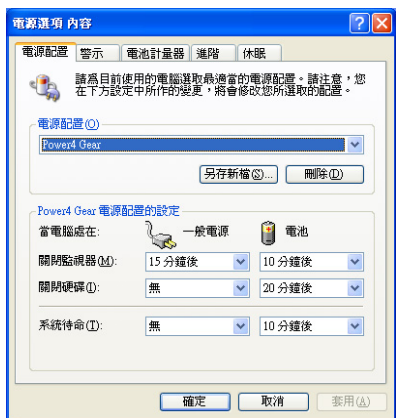 電源選項 內容
電源配置 警示 電池計量器 進階 休眠
請為目前使用的電腦選取最適當的電源配置。請注意，您
在下方設定中所作的變更，將會修改您所選取的配置。
電源配置(O)
Power4 Gear
另存新檔(S)... 刪除(D)
Power4 Gear 電源配置的設定
當電腦處在: 一般電源 電池
關閉監視器(M): 15 分鐘後 10 分鐘後
關閉硬碟(I): 無 20 分鐘後
系統待命(T): 無 10 分鐘後
確定 取消 套用(A)